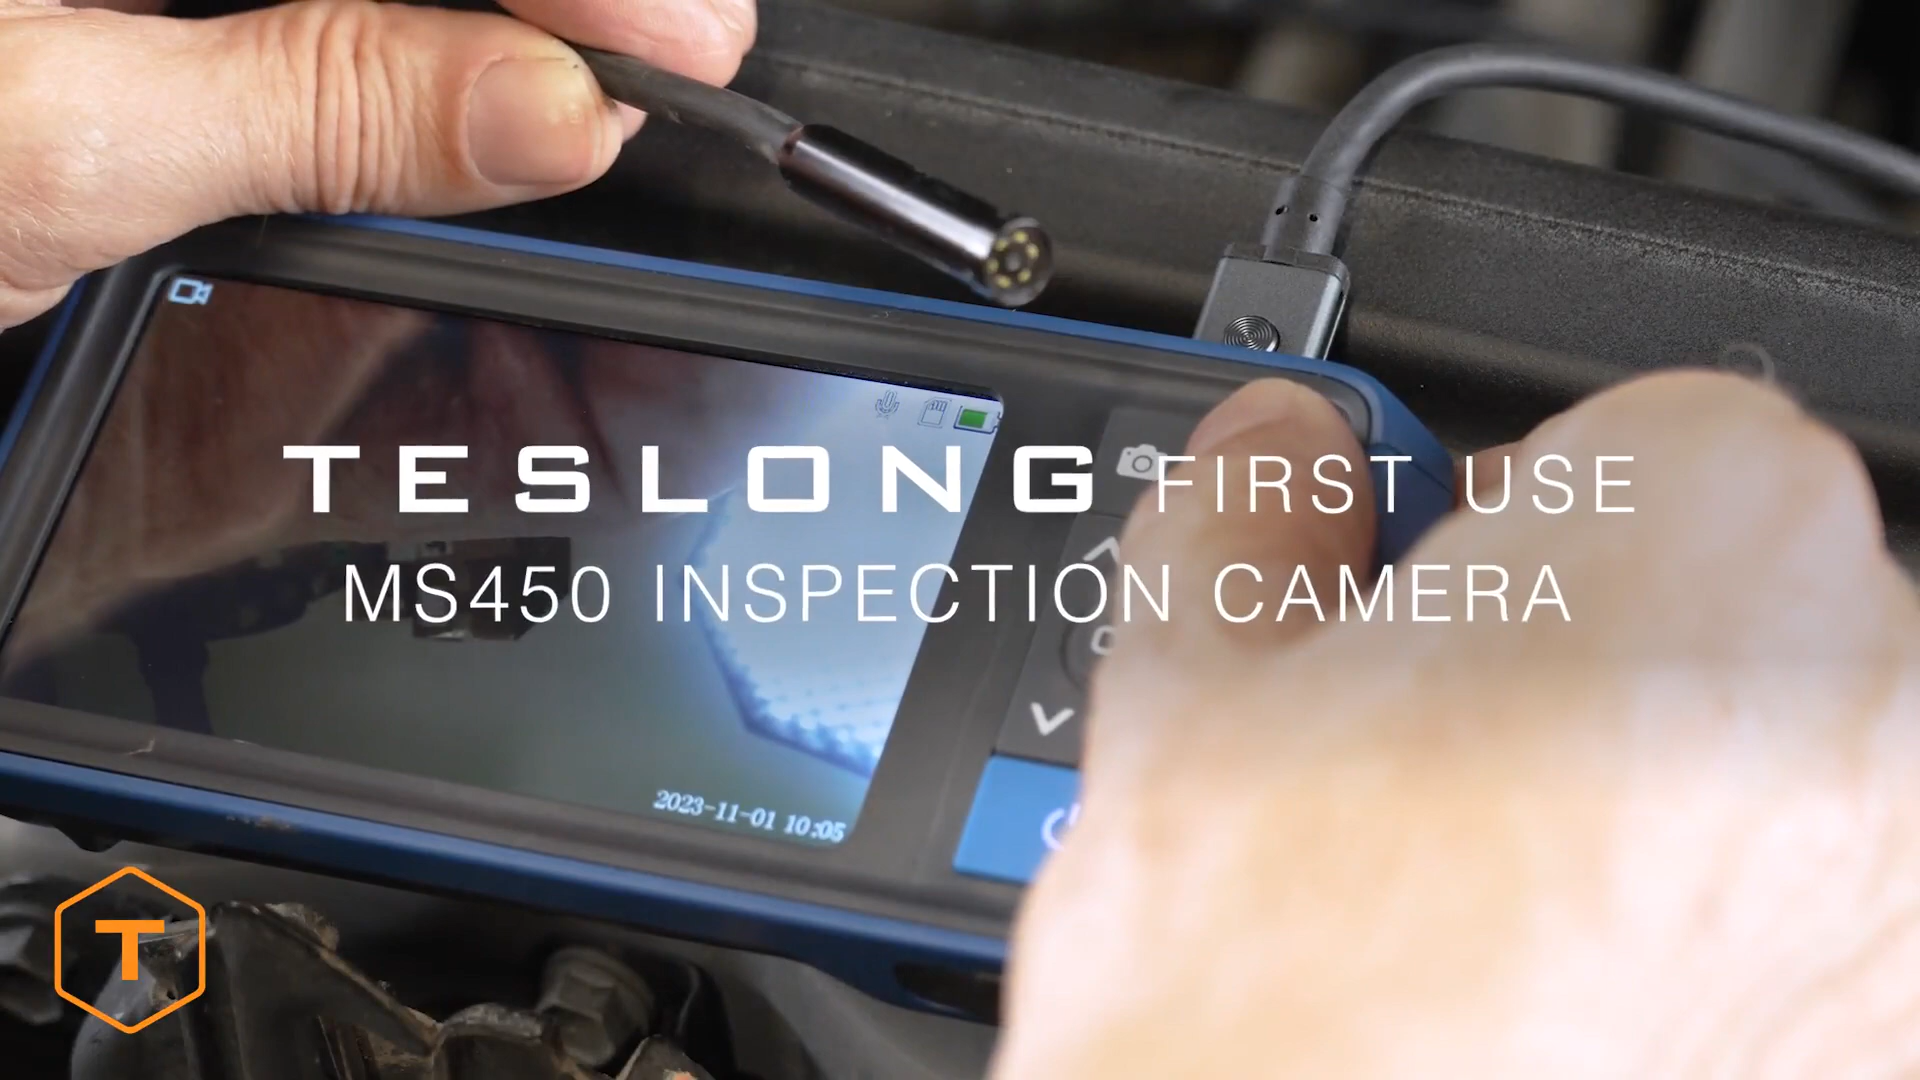 TESLONG FIRST USE
MS450 INSPECTION CAMERA
2023-11-01 10:05
T